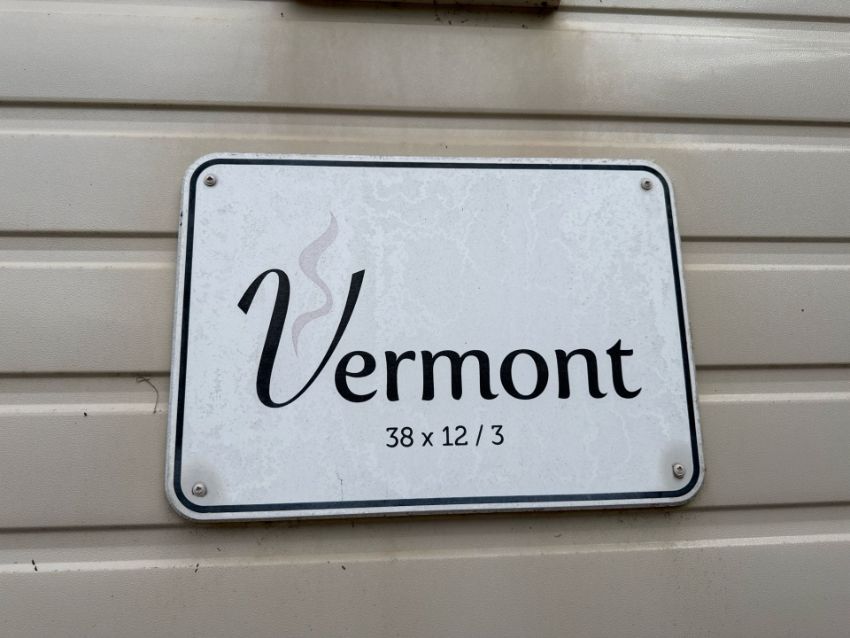 Vermont
38 x 12 / 3